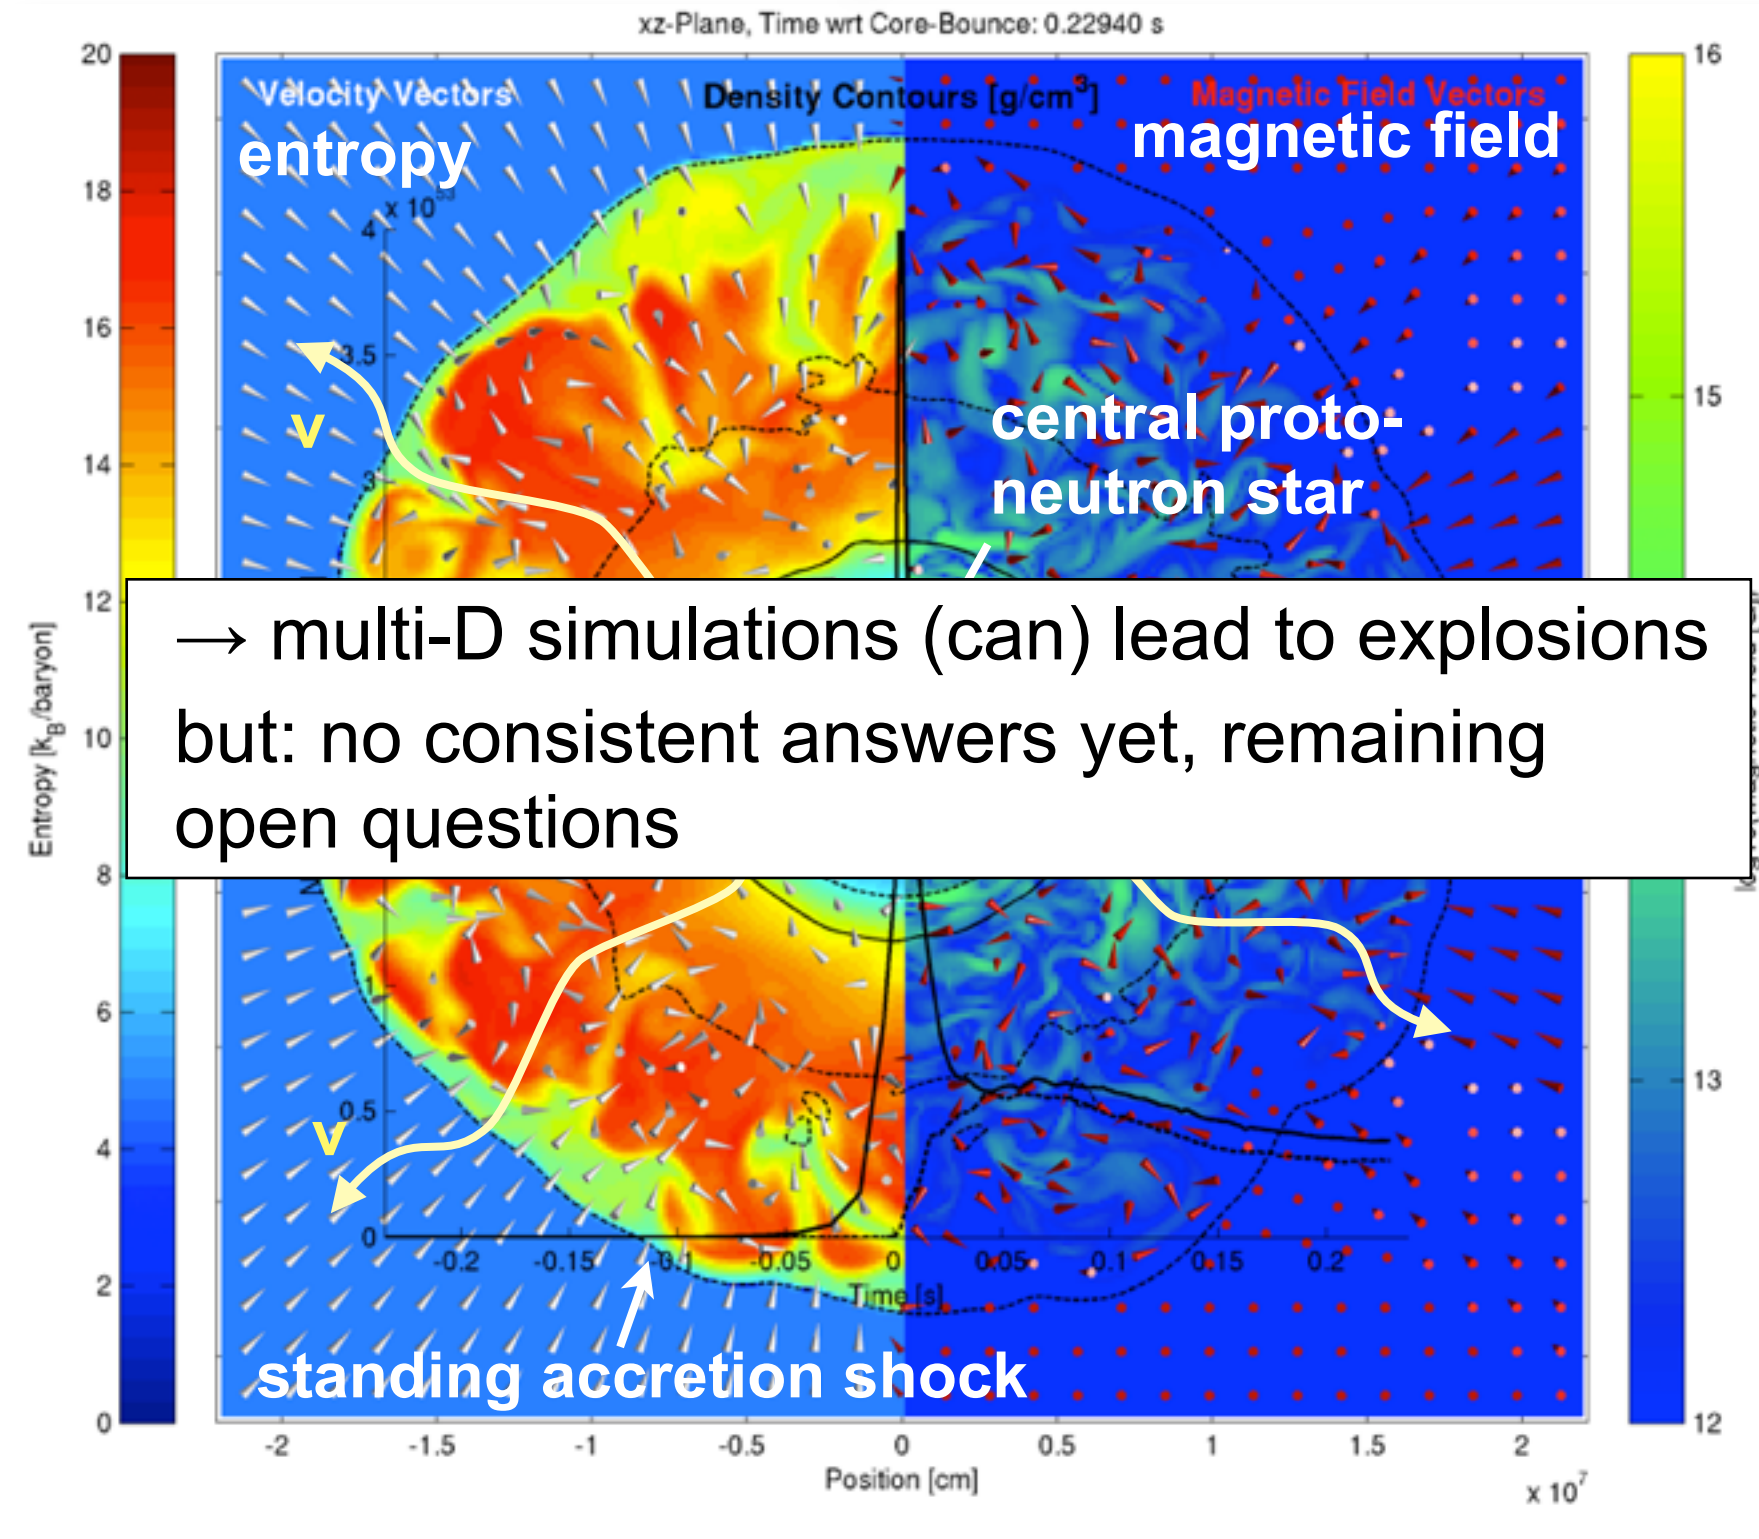 xz-Plane, Time wrt Core-Bounce: 0.22940 s
20
18
16
14
12
10
8
6
4
2
0
Entropy [k_B/baryon]
Velocity Vectors
Density Contours [g/cm³]
Magnetic Field Vectors
entropy
magnetic field
x 10⁵³
4
3.5
3
v
central proto-
neutron star
→ multi-D simulations (can) lead to explosions
but: no consistent answers yet, remaining
open questions
1
0.5
0
v
-0.2
-0.15
-0.1
-0.05
0
0.05
0.1
0.15
0.2
Time [s]
standing accretion shock
-2
-1.5
-1
-0.5
0
0.5
1
1.5
2
Position [cm]
x 10⁷
16
15
13
12